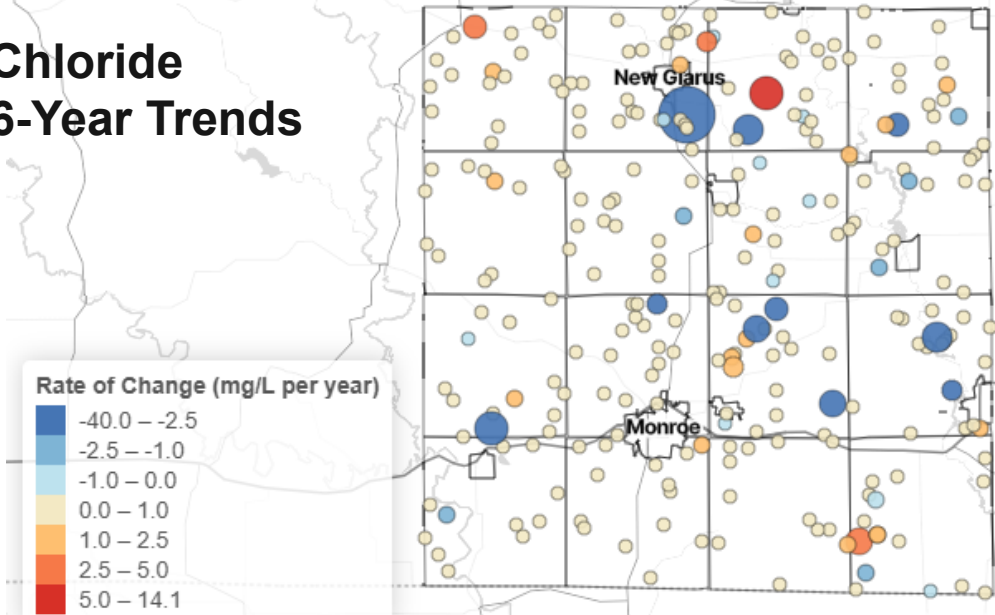 Chloride
6-Year Trends
New Glarus
Rate of Change (mg/L per year)
-40.0 – -2.5
-2.5 – -1.0
-1.0 – 0.0
0.0 – 1.0
1.0 – 2.5
2.5 – 5.0
5.0 – 14.1
Monroe